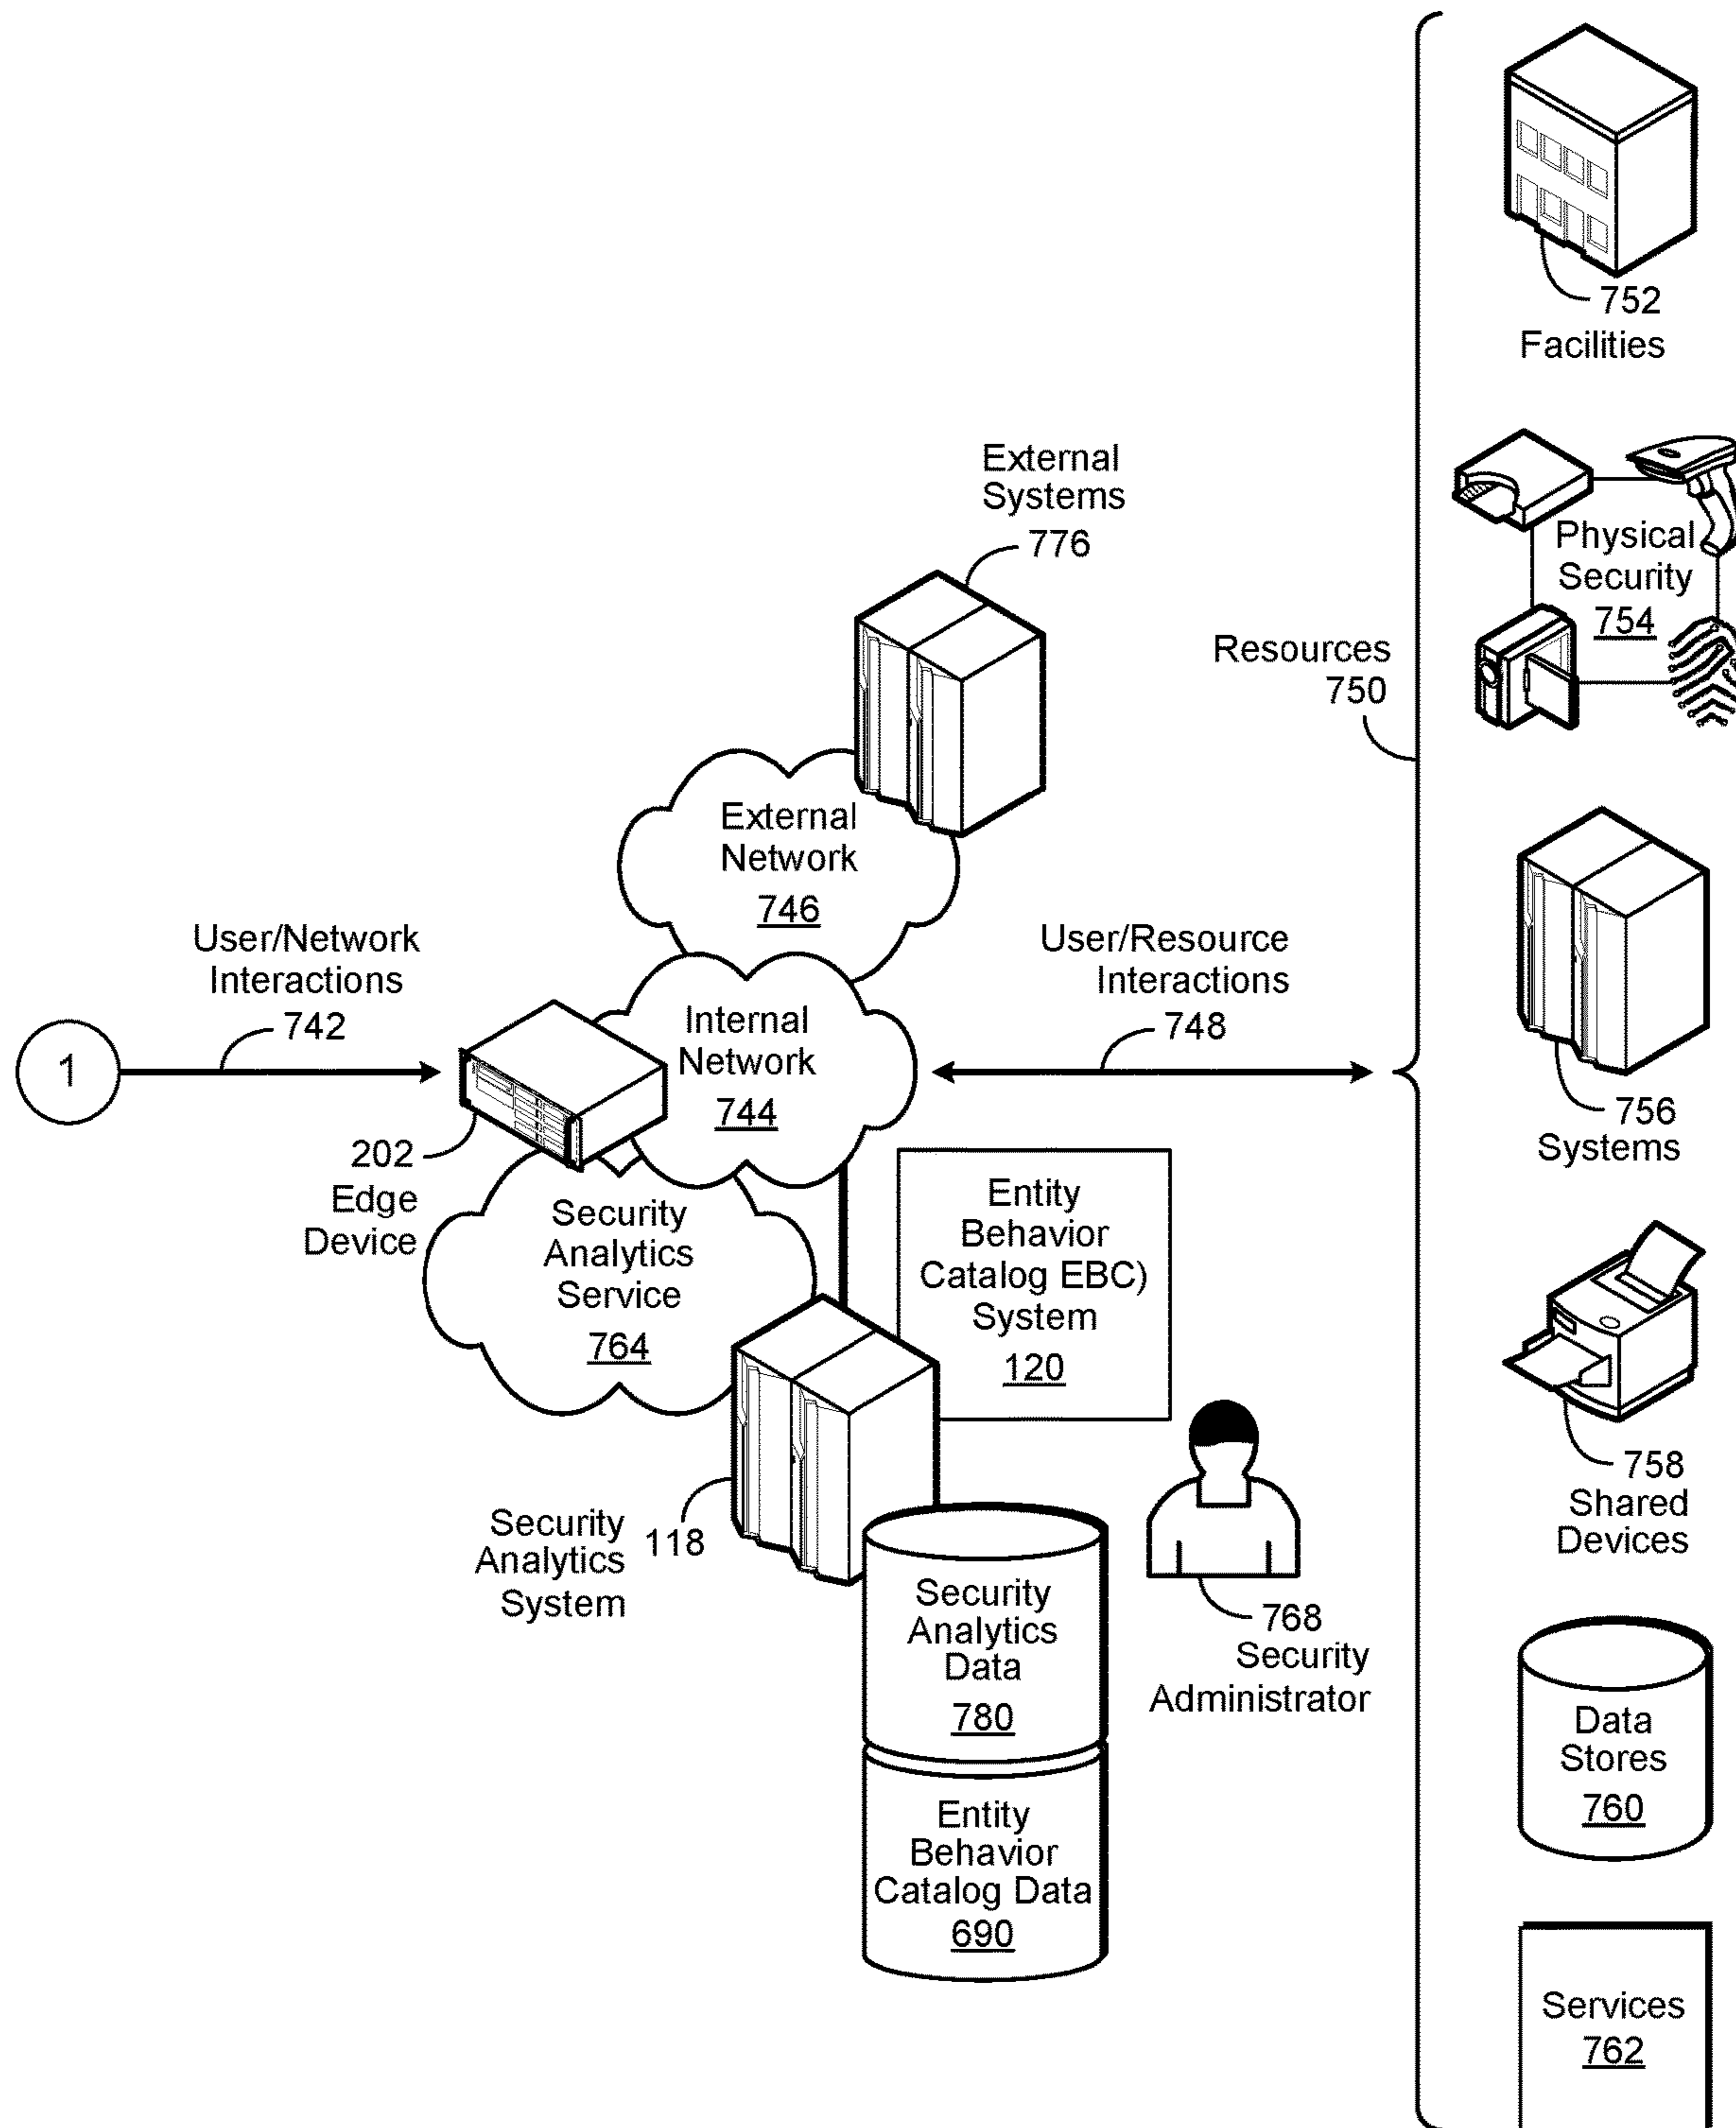 752
Facilities
External
Systems
776
Physical
Security
754
Resources
750
External
Network
746
User/Network
Interactions
742
User/Resource
Interactions
748
1
Internal
Network
744
756
Systems
202
Edge
Device
Security
Analytics
Service
764
Entity
Behavior
Catalog EBC)
System
120
758
Shared
Devices
Security
Analytics
System
118
Security
Analytics
Data
780
768
Security
Administrator
Data
Stores
760
Entity
Behavior
Catalog Data
690
Services
762